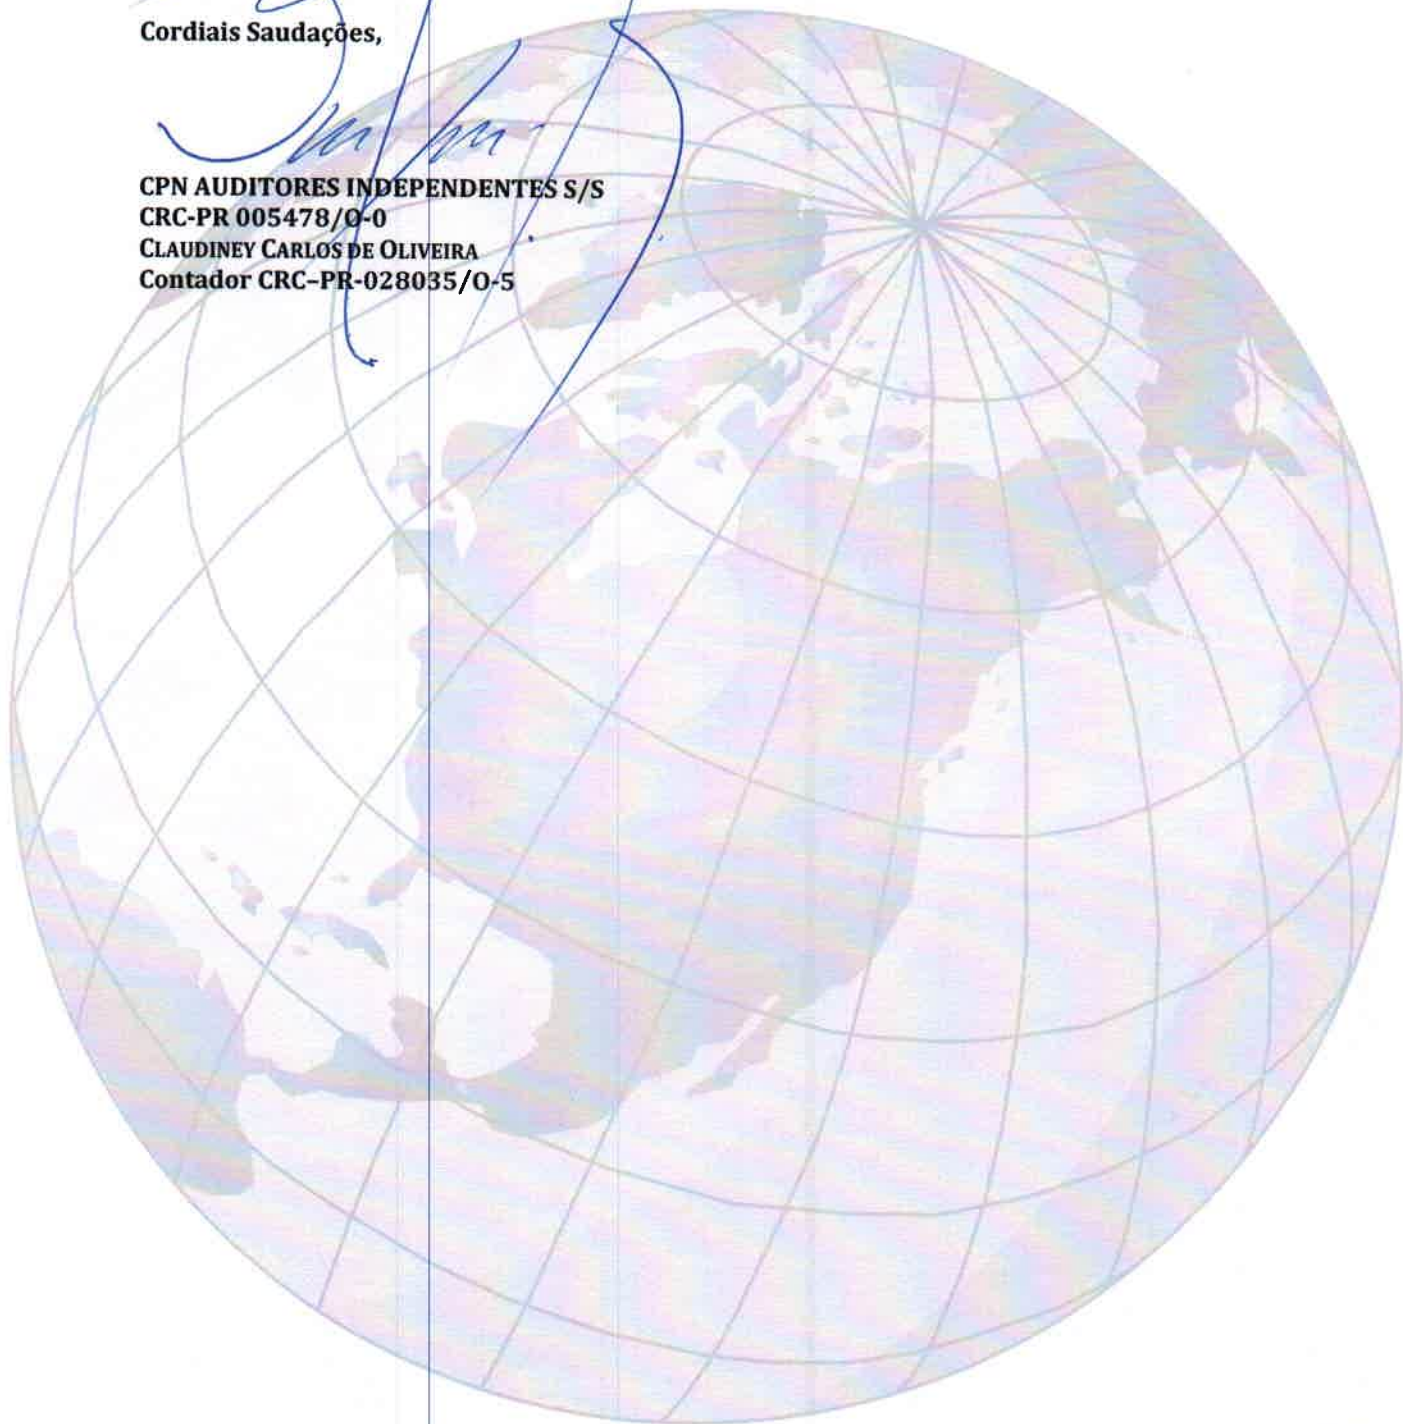 Cordiais Saudações,
CPN AUDITORES INDEPENDENTES S/S
CRC-PR 005478/O-0
CLAUDINEY CARLOS DE OLIVEIRA
Contador CRC–PR-028035/O-5